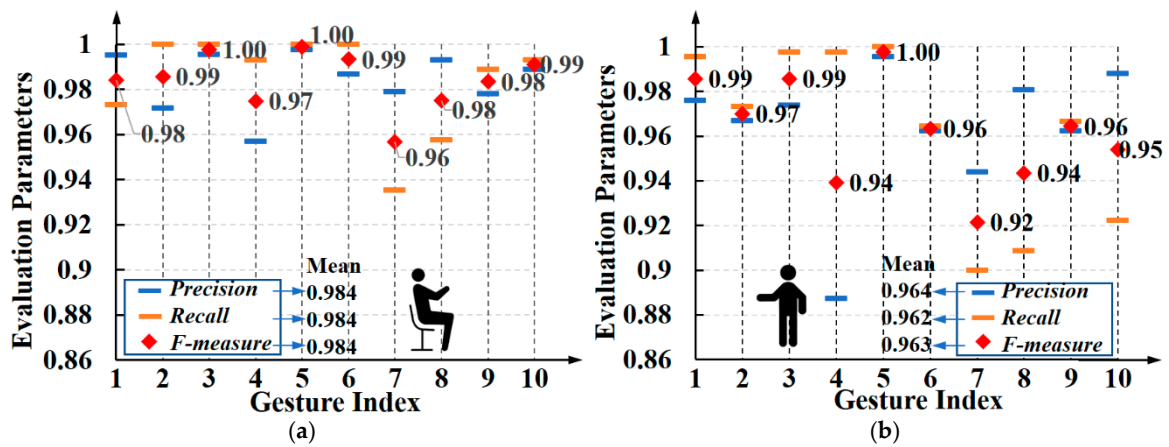 Evaluation Parameters
1
0.98
0.96
0.94
0.92
0.9
0.88
0.86
0.98
0.99
1.00
0.97
1.00
0.99
0.96
0.98
0.98
0.99
Mean
Precision 0.984
Recall 0.984
F-measure 0.984
1 2 3 4 5 6 7 8 9 10
Gesture Index
(a)
Evaluation Parameters
1
0.98
0.96
0.94
0.92
0.9
0.88
0.86
0.99
0.97
0.99
0.94
1.00
0.96
0.92
0.94
0.96
0.95
Mean
0.964 Precision
0.962 Recall
0.963 F-measure
1 2 3 4 5 6 7 8 9 10
Gesture Index
(b)